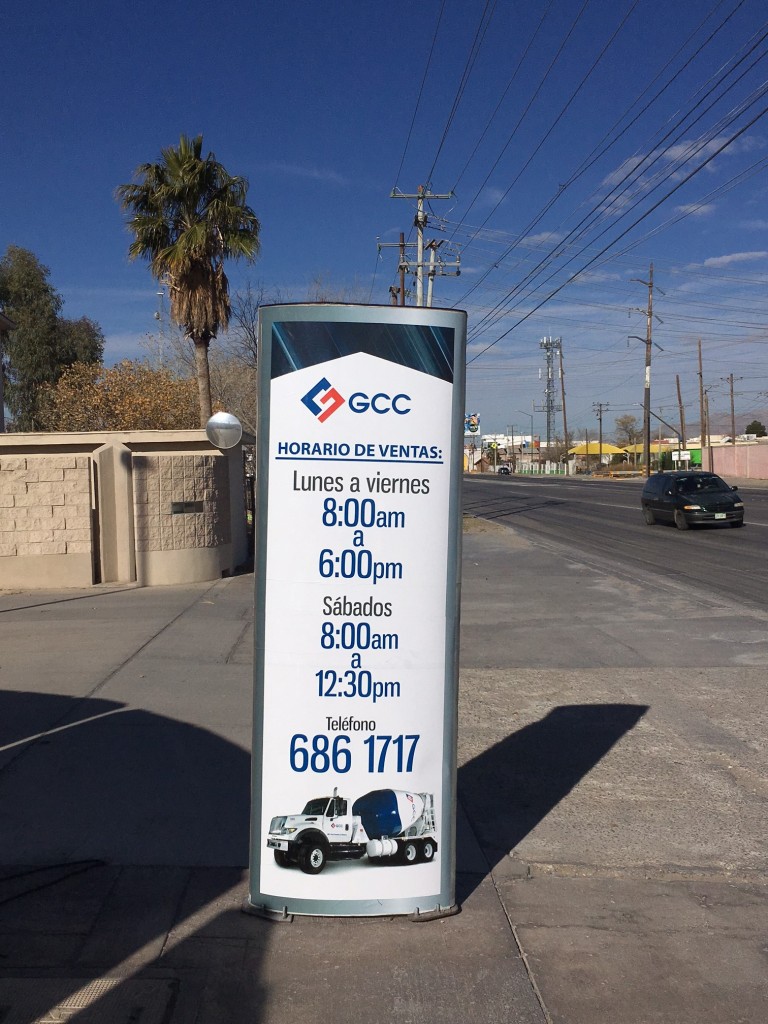 GCC
HORARIO DE VENTAS:
Lunes a viernes
8:00am
a
6:00pm
Sábados
8:00am
a
12:30pm
Teléfono
686 1717